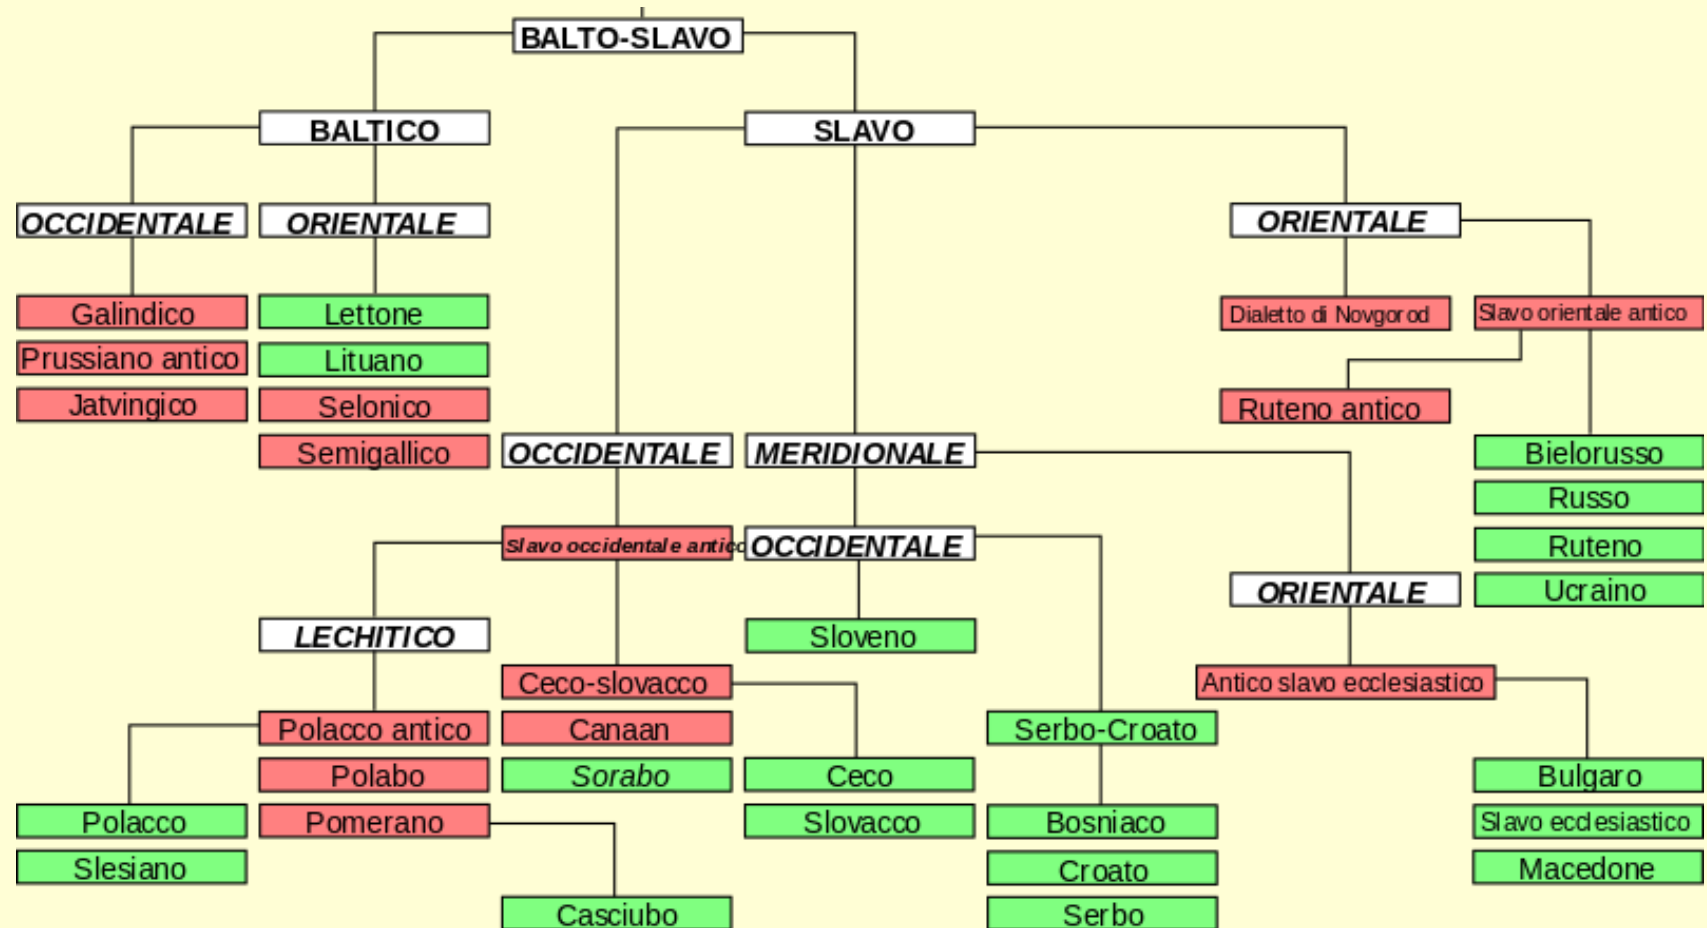 BALTO-SLAVO
BALTICO
SLAVO
OCCIDENTALE
ORIENTALE
ORIENTALE
Galindico
Lettone
Dialetto di Novgorod
Slavo orientale antico
Prussiano antico
Lituano
Jatvingico
Selonico
Ruteno antico
Semigallico
OCCIDENTALE
MERIDIONALE
Bielorusso
Russo
Slavo occidentale antico
OCCIDENTALE
Ruteno
ORIENTALE
Ucraino
LECHITICO
Sloveno
Ceco-slovacco
Antico slavo ecclesiastico
Polacco antico
Canaan
Serbo-Croato
Polabo
Sorabo
Ceco
Bulgaro
Polacco
Pomerano
Slovacco
Bosniaco
Slavo ecclesiastico
Slesiano
Croato
Macedone
Casciubo
Serbo